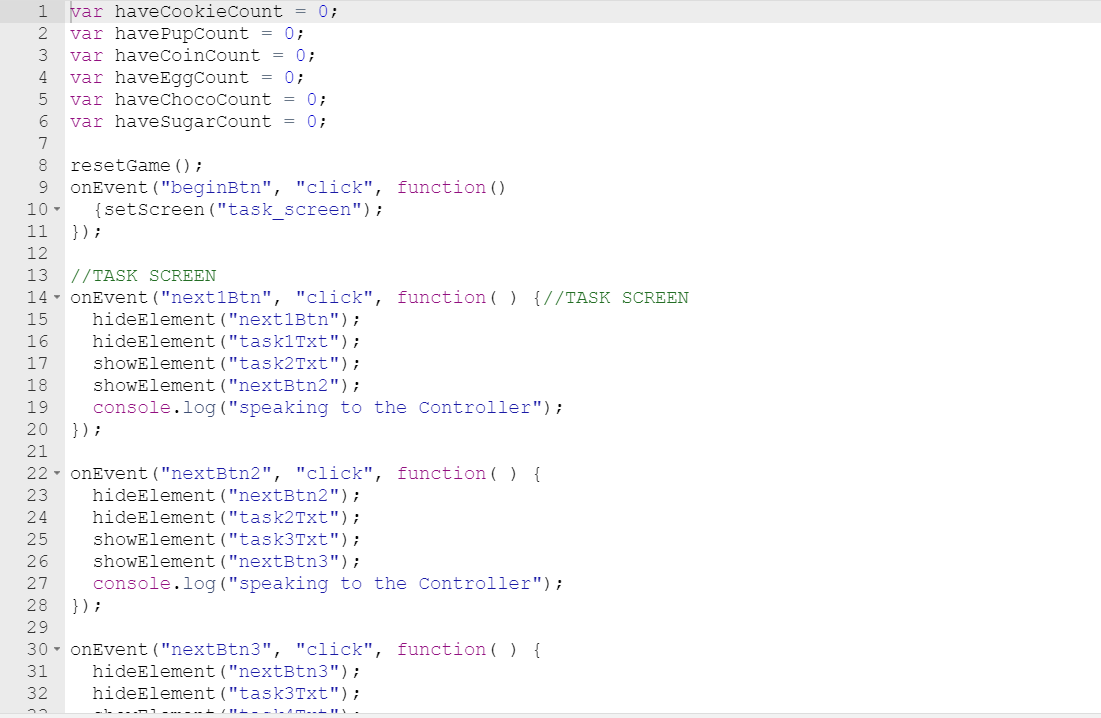 1 var haveCookieCount = 0;
2 var havePupCount = 0;
3 var haveCoinCount = 0;
4 var haveEggCount = 0;
5 var haveChocoCount = 0;
6 var haveSugarCount = 0;
7
8 resetGame();
9 onEvent("beginBtn", "click", function()
10   {setScreen("task_screen");
11 });
12
13 //TASK SCREEN
14 onEvent("next1Btn", "click", function( ) {//TASK SCREEN
15   hideElement("next1Btn");
16   hideElement("task1Txt");
17   showElement("task2Txt");
18   showElement("nextBtn2");
19   console.log("speaking to the Controller");
20 });
21
22 onEvent("nextBtn2", "click", function( ) {
23   hideElement("nextBtn2");
24   hideElement("task2Txt");
25   showElement("task3Txt");
26   showElement("nextBtn3");
27   console.log("speaking to the Controller");
28 });
29
30 onEvent("nextBtn3", "click", function( ) {
31   hideElement("nextBtn3");
32   hideElement("task3Txt");
33   showElement("task4Txt");